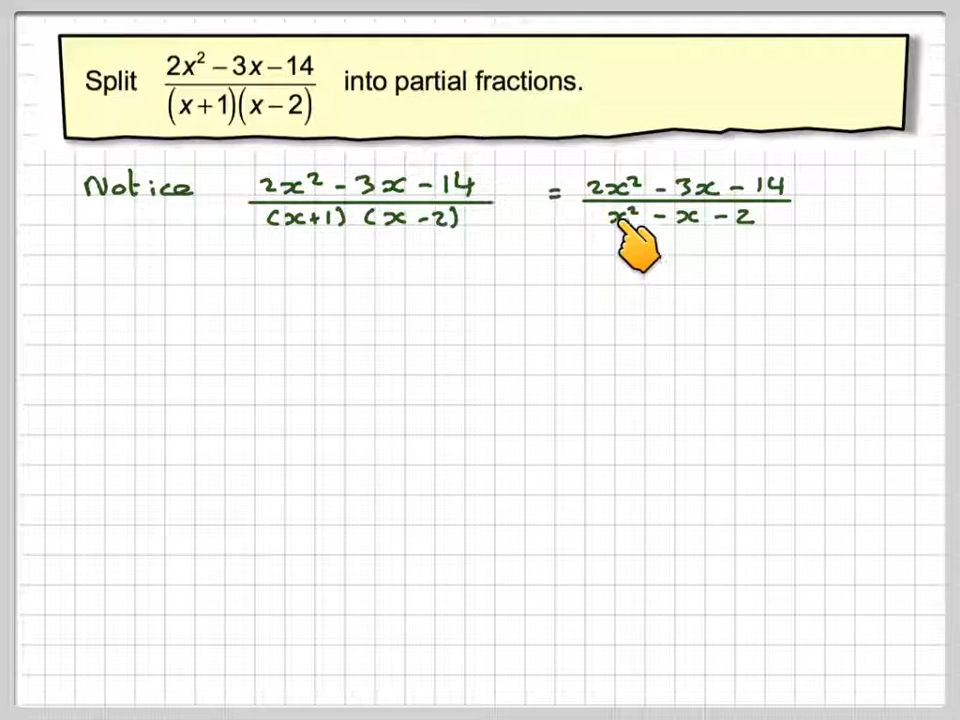 Split (2x² − 3x − 14)/((x + 1)(x − 2)) into partial fractions.
Notice (2x² - 3x - 14)/((x+1) (x - 2)) = (2x² - 3x - 14)/(x² - x - 2)